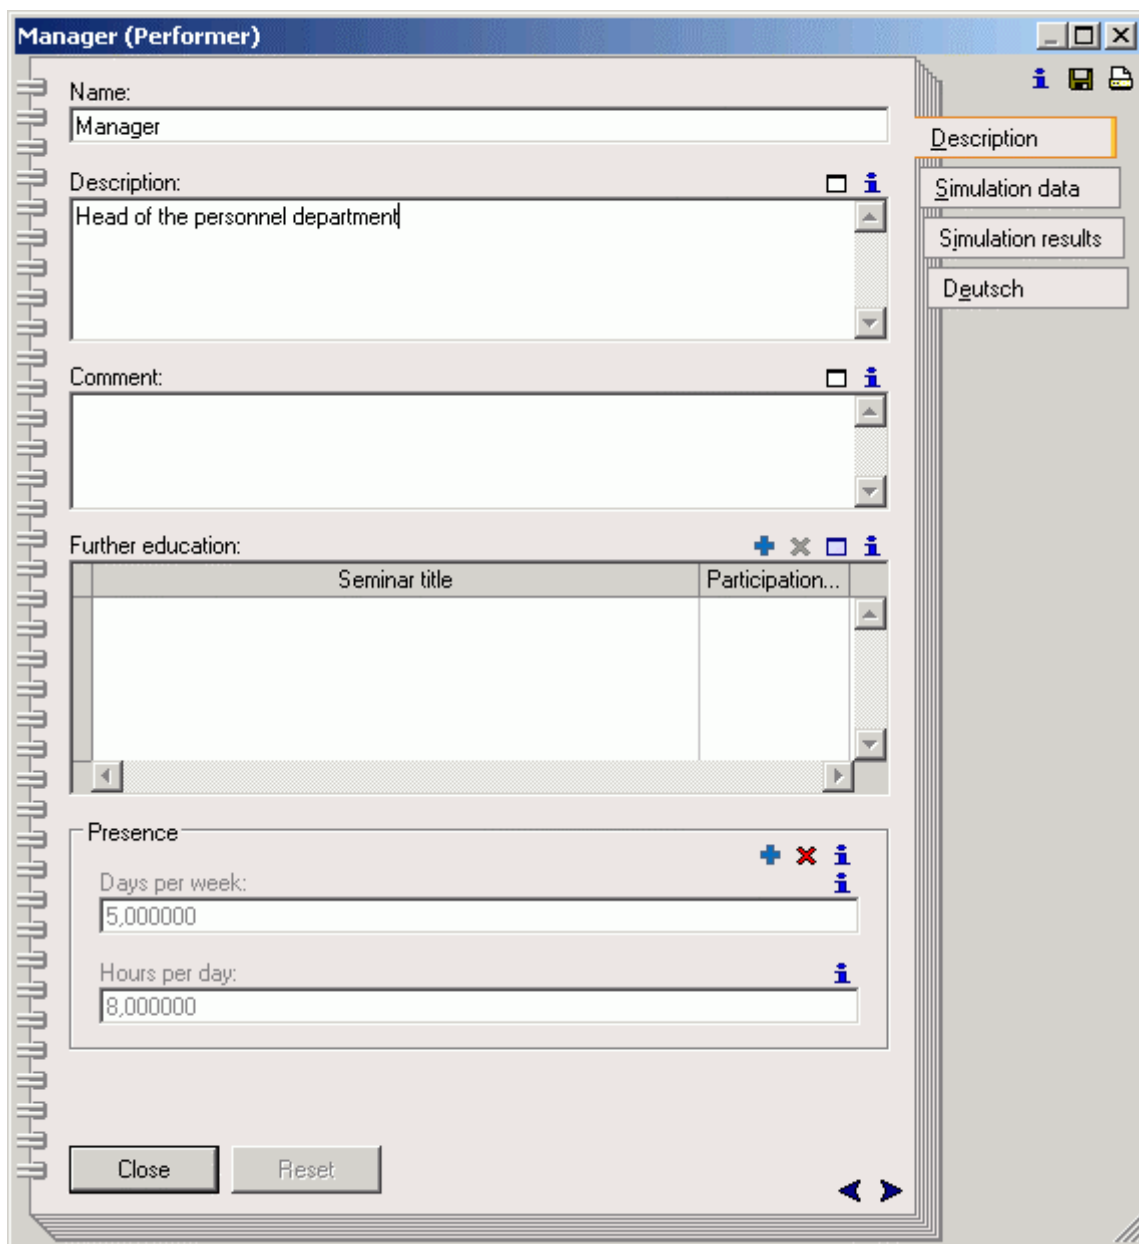 Manager (Performer)
Name:
Manager
Description:
Head of the personnel department
Comment:
Further education:
Seminar title
Participation...
Presence
Days per week:
5,000000
Hours per day:
8,000000
Close
Reset
Description
Simulation data
Simulation results
Deutsch